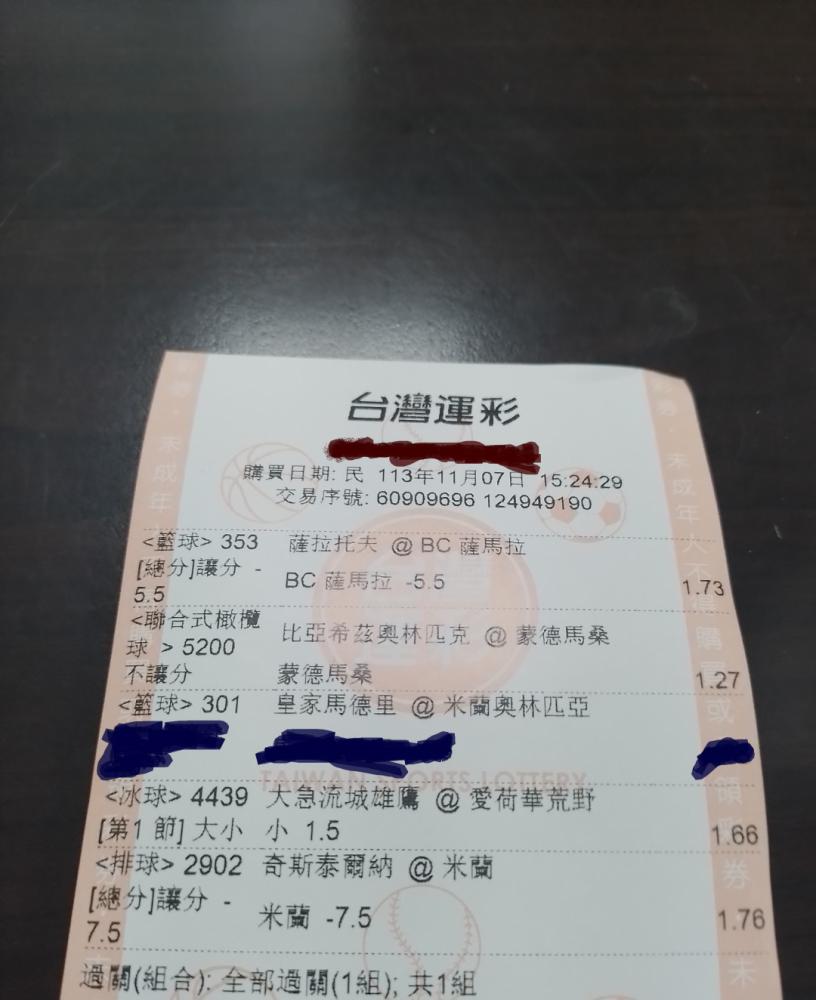 台灣運彩
購買日期: 民 113年11月07日 15:24:29
交易序號: 60909696 124949190
<籃球> 353 薩拉托夫 @ BC 薩馬拉
[總分]讓分 - 5.5 BC 薩馬拉 -5.5 1.73
<聯合式橄欖球 > 5200 比亞希茲奧林匹克 @ 蒙德馬桑
不讓分 蒙德馬桑 1.27
<籃球> 301 皇家馬德里 @ 米蘭奧林匹亞
TAIWAN SPORTS LOTTERY
<冰球> 4439 大急流城雄鷹 @ 愛荷華荒野
[第1 節] 大小 小 1.5 1.66
<排球> 2902 奇斯泰爾納 @ 米蘭
[總分]讓分 - 7.5 米蘭 -7.5 1.76
過關(組合): 全部過關(1組); 共1組